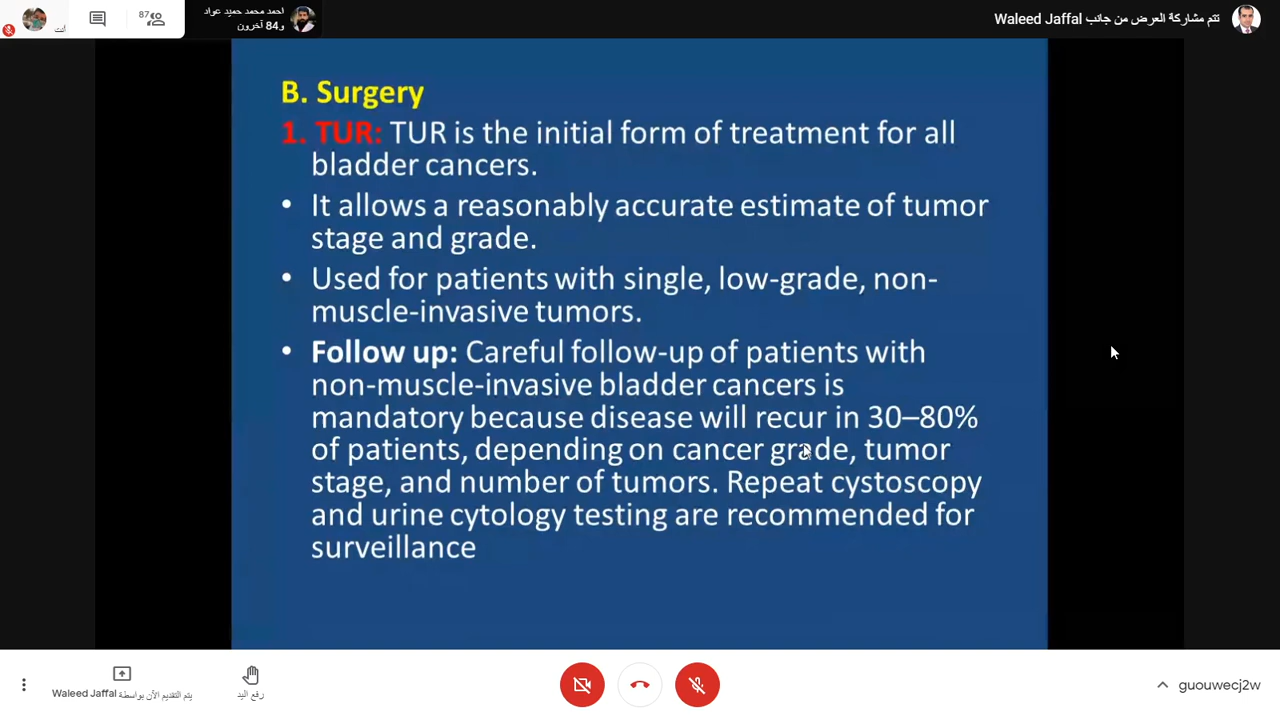 87
أنت
احمد محمد حميد عواد
و84 آخرون
تتم مشاركة العرض من جانب Waleed Jaffal
B. Surgery
1. TUR: TUR is the initial form of treatment for all
bladder cancers.
• It allows a reasonably accurate estimate of tumor
stage and grade.
• Used for patients with single, low-grade, non-
muscle-invasive tumors.
• Follow up: Careful follow-up of patients with
non-muscle-invasive bladder cancers is
mandatory because disease will recur in 30–80%
of patients, depending on cancer grade, tumor
stage, and number of tumors. Repeat cystoscopy
and urine cytology testing are recommended for
surveillance
يتم التقديم الآن بواسطة Waleed Jaffal
رفع اليد
guouwecj2w